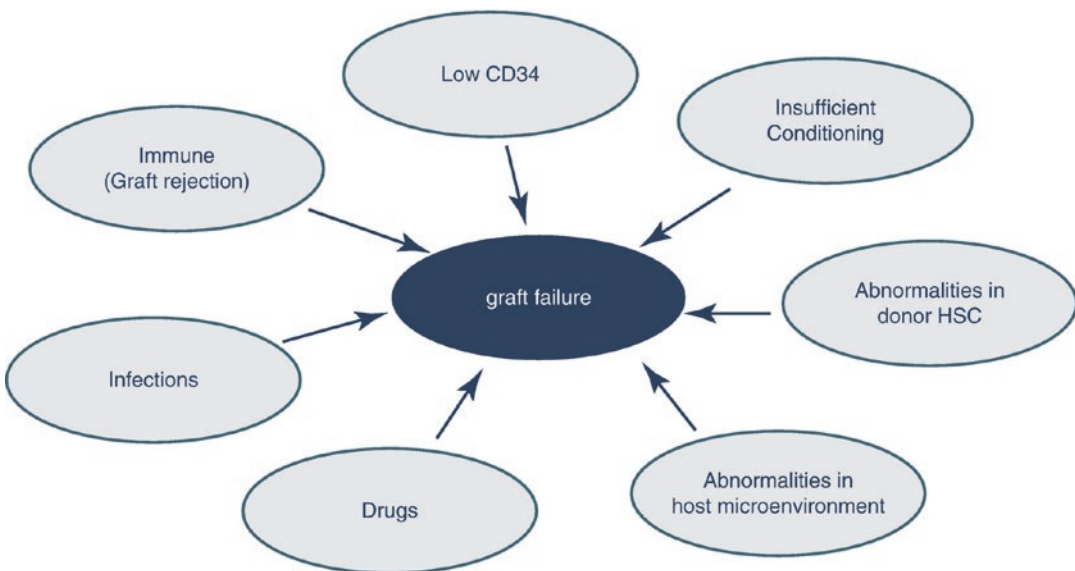 Low CD34
Insufficient
Conditioning
Immune
(Graft rejection)
graft failure
Abnormalities in
donor HSC
Infections
Abnormalities in
host microenvironment
Drugs